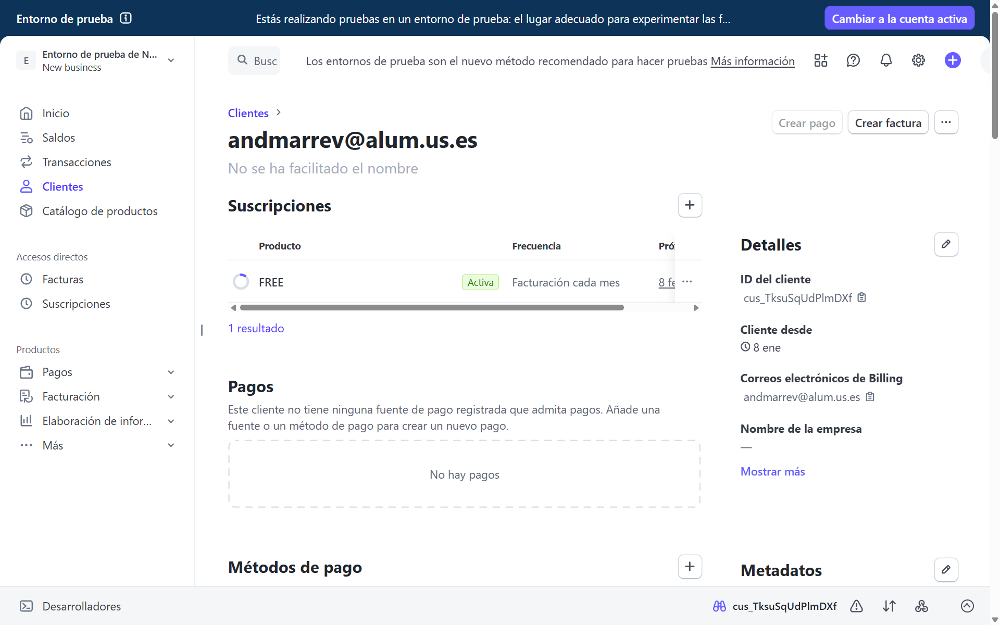 Entorno de prueba
Estás realizando pruebas en un entorno de prueba: el lugar adecuado para experimentar las f...
Cambiar a la cuenta activa
E
Entorno de prueba de N...
New business
Busc
Los entornos de prueba son el nuevo método recomendado para hacer pruebas Más información
Inicio
Saldos
Transacciones
Clientes
Catálogo de productos
Accesos directos
Facturas
Suscripciones
Productos
Pagos
Facturación
Elaboración de infor...
Más
Clientes
andmarrev@alum.us.es
No se ha facilitado el nombre
Crear pago
Crear factura
Suscripciones
Producto
Frecuencia
Pró
FREE
Activa
Facturación cada mes
8 fe
1 resultado
Pagos
Este cliente no tiene ninguna fuente de pago registrada que admita pagos. Añade una
fuente o un método de pago para crear un nuevo pago.
No hay pagos
Métodos de pago
Detalles
ID del cliente
cus_TksuSqUdPlmDXf
Cliente desde
8 ene
Correos electrónicos de Billing
andmarrev@alum.us.es
Nombre de la empresa
—
Mostrar más
Metadatos
Desarrolladores
cus_TksuSqUdPlmDXf